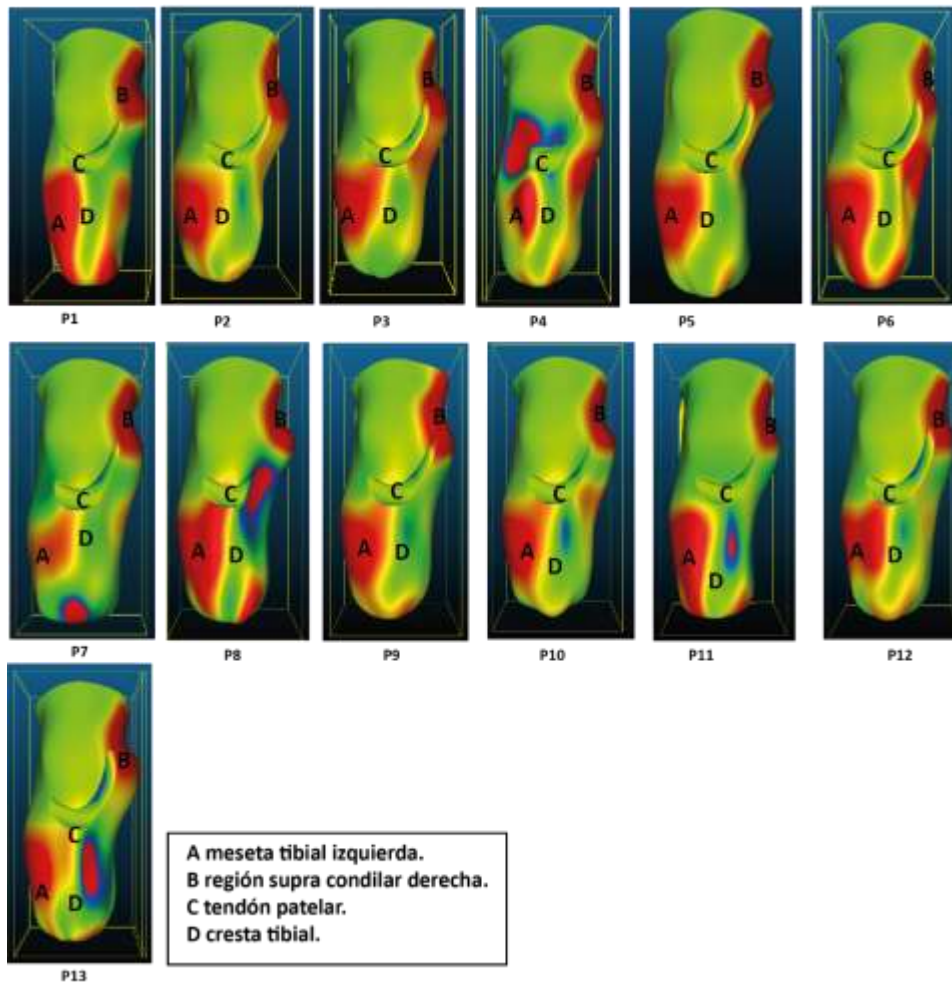 B B B B B B
C C C C C C
A D A D A D A D A D A D
P1 P2 P3 P4 P5 P6
B B B B B B
C C C C C C
A D A D A D A D A D A D
P7 P8 P9 P10 P11 P12
B
C
A D
P13
A meseta tibial izquierda.
B región supra condilar derecha.
C tendón patelar.
D cresta tibial.